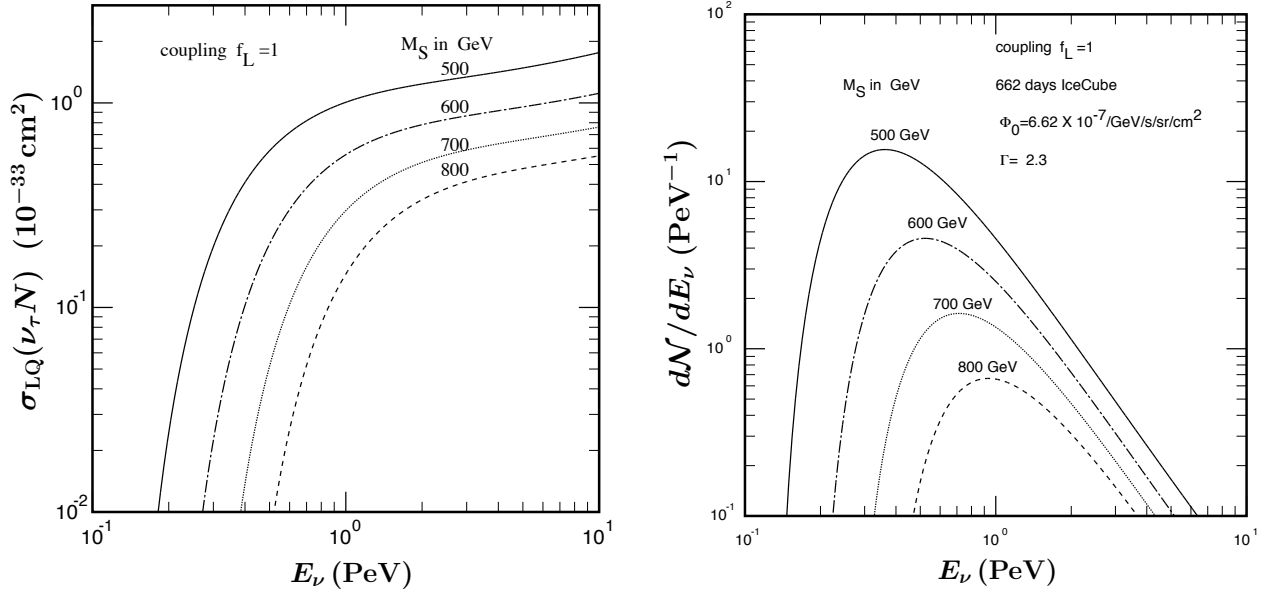 coupling f_L =1
M_S in GeV
500
600
700
800
10^0
10^-1
10^-2
10^-1
10^0
10^1
σ_LQ(ν_τ N) (10^−33 cm^2)
E_ν (PeV)
10^2
10^1
10^0
10^-1
10^-1
10^0
10^1
coupling f_L =1
M_S in GeV
662 days IceCube
Φ_0=6.62 X 10^-7/GeV/s/sr/cm^2
Γ= 2.3
500 GeV
600 GeV
700 GeV
800 GeV
d𝒩/dE_ν (PeV^−1)
E_ν (PeV)